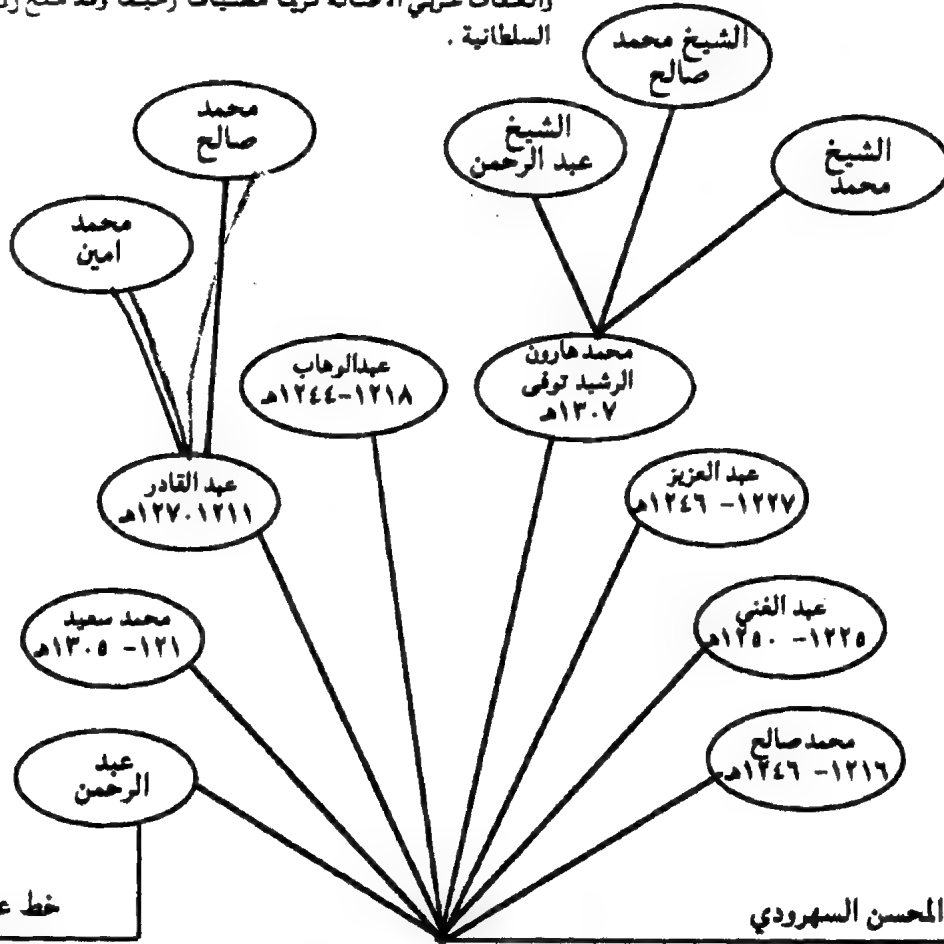 السلطانية .
الشيخ محمد
صالح
محمد
صالح
الشيخ
عبد الرحمن
الشيخ
محمد
محمد
امين
محمد هارون
الرشيد توفى
١٣٠٧هـ
عبدالوهاب
١٢١٨-١٢٤٤هـ
عبد العزيز
١٢٢٧- ١٢٤٦هـ
عبد القادر
١٢١١-١٢٧٠هـ
عبد الغني
١٢٢٥- ١٢٥٠هـ
محمد سعيد
١٢١- ١٣٠٥هـ
محمد صالح
١٢١٦- ١٢٤٦هـ
عبد
الرحمن
المحسن السهرودي
خط